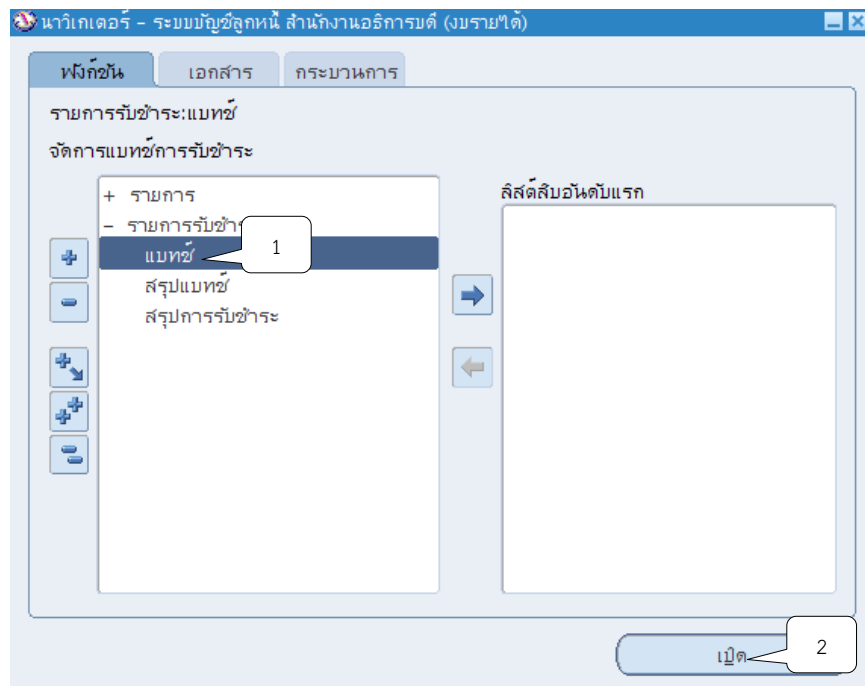 นาวิเกเตอร์ – ระบบบัญชีลูกหนี้ สำนักงานอธิการบดี (งบรายได้)
ฟังก์ชัน เอกสาร กระบวนการ
รายการรับชำระ:แบทช์
จัดการแบทช์การรับชำระ
ลิสต์สิบอันดับแรก
+ รายการ
– รายการรับชำ
1
แบทช์
สรุปแบทช์
สรุปการรับชำระ
เปิด
2